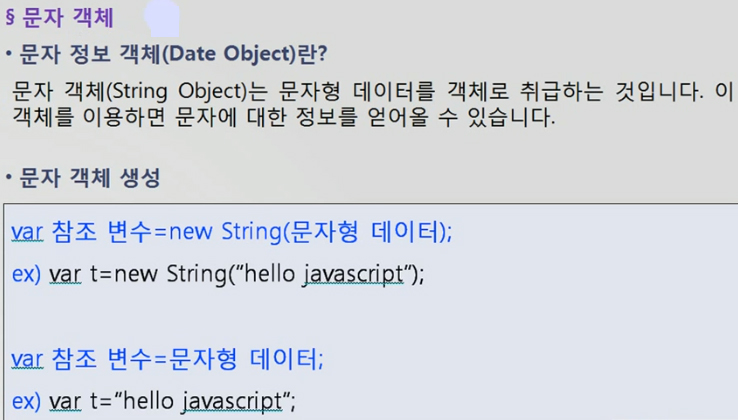 § 문자 객체
• 문자 정보 객체(Date Object)란?
문자 객체(String Object)는 문자형 데이터를 객체로 취급하는 것입니다. 이
객체를 이용하면 문자에 대한 정보를 얻어올 수 있습니다.
• 문자 객체 생성
var 참조 변수=new String(문자형 데이터);
ex) var t=new String("hello javascript");
var 참조 변수=문자형 데이터;
ex) var t="hello javascript";